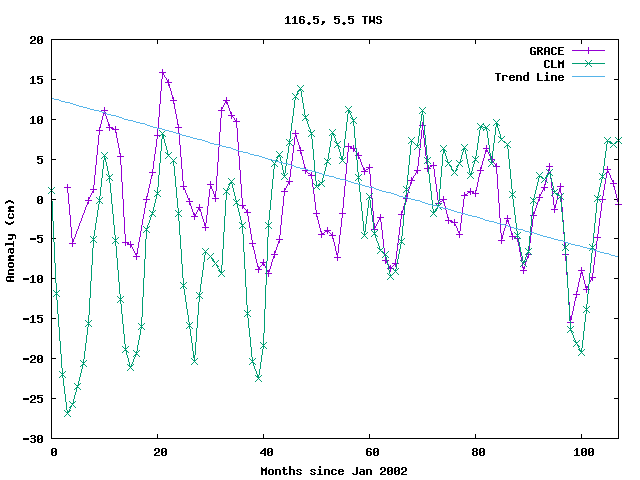 116.5, 5.5 TWS
GRACE
CLM
Trend Line
20
15
10
5
0
-5
-10
-15
-20
-25
-30
Anomaly (cm)
0 20 40 60 80 100
Months since Jan 2002